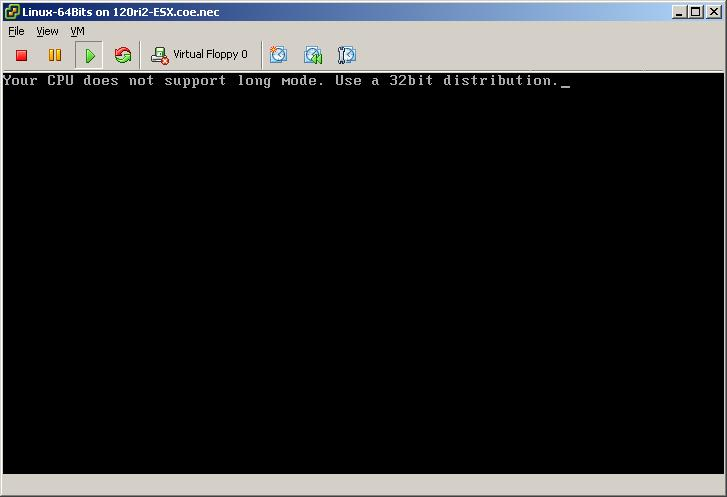 Linux-64Bits on 120ri2-ESX.coe.nec
File View VM
Virtual Floppy 0
Your CPU does not support long mode. Use a 32bit distribution._